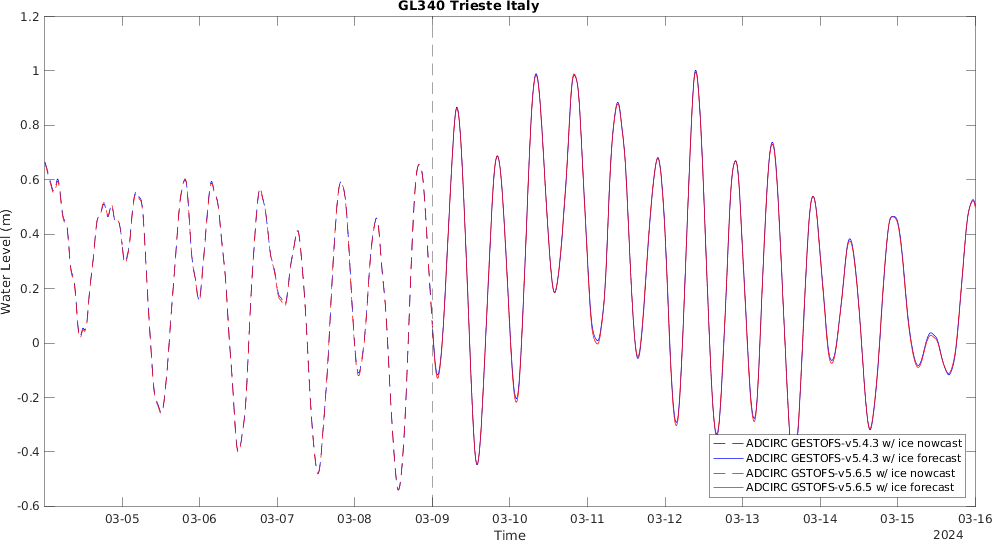 GL340 Trieste Italy
1.2
1
0.8
0.6
0.4
0.2
0
-0.2
-0.4
-0.6
Water Level (m)
03-05 03-06 03-07 03-08 03-09 03-10 03-11 03-12 03-13 03-14 03-15 03-16
Time
2024
ADCIRC GESTOFS-v5.4.3 w/ ice nowcast
ADCIRC GESTOFS-v5.4.3 w/ ice forecast
ADCIRC GSTOFS-v5.6.5 w/ ice nowcast
ADCIRC GSTOFS-v5.6.5 w/ ice forecast